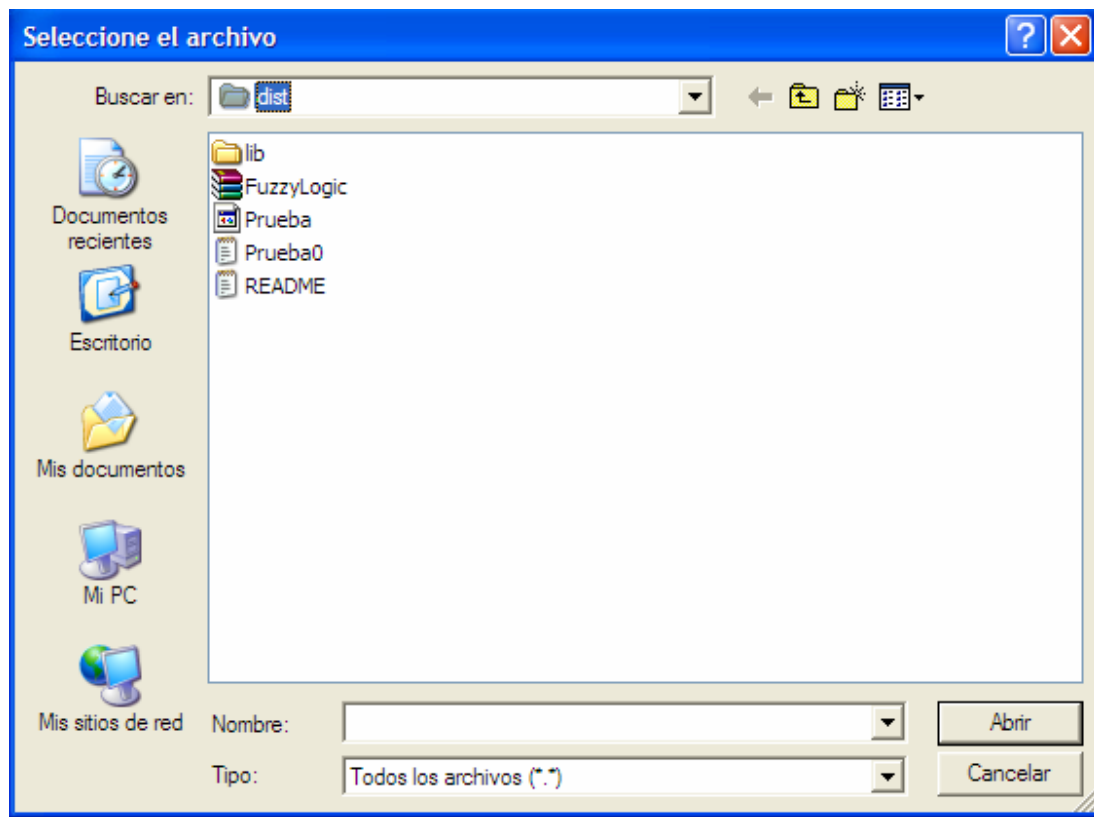 Seleccione el archivo
Buscar en:
dist
lib
FuzzyLogic
Prueba
Prueba0
README
Documentos
recientes
Escritorio
Mis documentos
Mi PC
Mis sitios de red
Nombre:
Abrir
Tipo:
Todos los archivos (*.*)
Cancelar